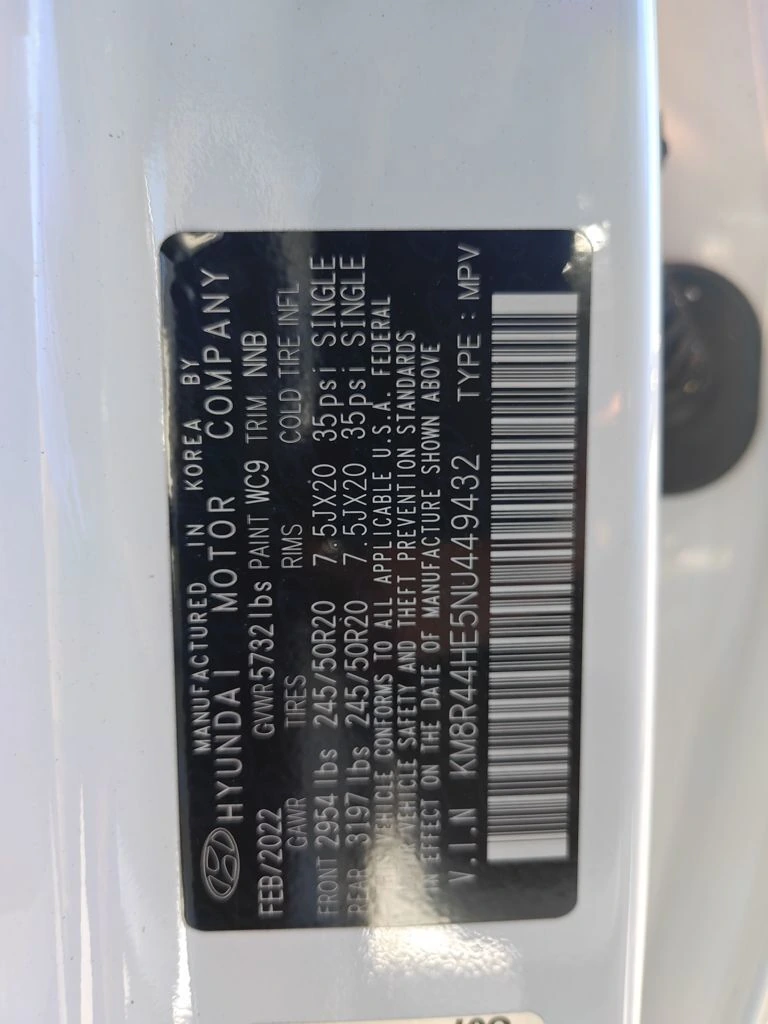 MANUFACTURED IN KOREA BY
HYUNDAI MOTOR COMPANY
FEB/2022 GVWR 5732 lbs PAINT WC9 TRIM NNB
GAWR TIRES RIMS COLD TIRE INFL
FRONT 2954 lbs 245/50R20 7.5JX20 35psi SINGLE
REAR 3197 lbs 245/50R20 7.5JX20 35psi SINGLE
VEHICLE CONFORMS TO ALL APPLICABLE U.S.A. FEDERAL
VEHICLE SAFETY AND THEFT PREVENTION STANDARDS
IN EFFECT ON THE DATE OF MANUFACTURE SHOWN ABOVE
V.I.N KM8R44HE5NU449432 TYPE : MPV